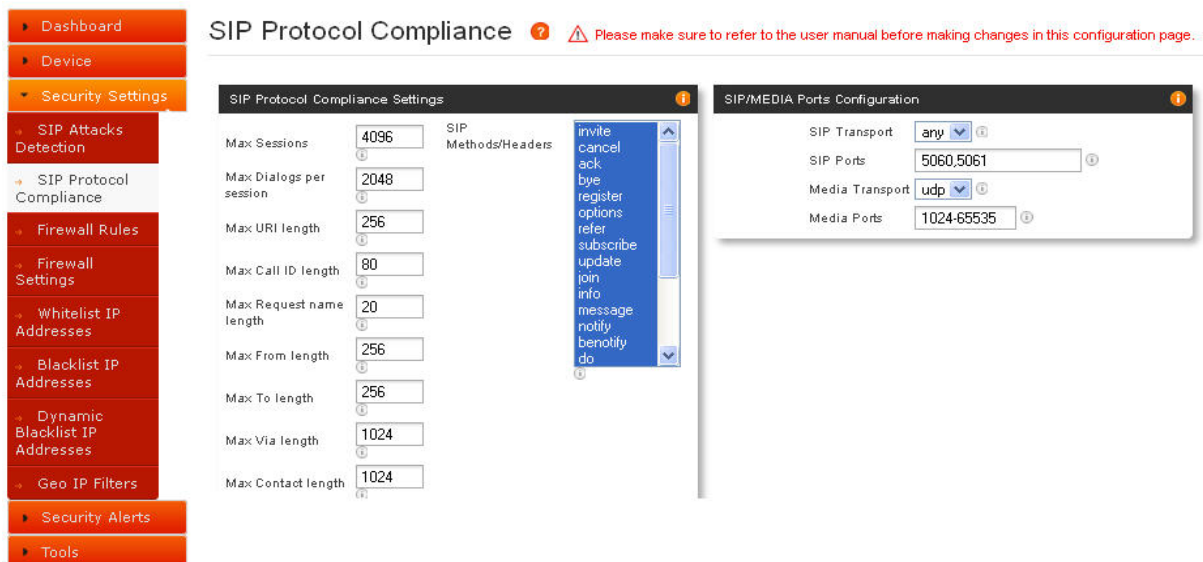 Dashboard
Device
Security Settings
SIP Attacks
Detection
SIP Protocol
Compliance
Firewall Rules
Firewall
Settings
Whitelist IP
Addresses
Blacklist IP
Addresses
Dynamic
Blacklist IP
Addresses
Geo IP Filters
Security Alerts
Tools
SIP Protocol Compliance ?
Please make sure to refer to the user manual before making changes in this configuration page.
SIP Protocol Compliance Settings
Max Sessions 4096
Max Dialogs per
session 2048
Max URI length 256
Max Call ID length 80
Max Request name
length 20
Max From length 256
Max To length 256
Max Via length 1024
Max Contact length 1024
SIP
Methods/Headers
invite
cancel
ack
bye
register
options
refer
subscribe
update
join
info
message
notify
benotify
do
SIP/MEDIA Ports Configuration
SIP Transport any
SIP Ports 5060,5061
Media Transport udp
Media Ports 1024-65535